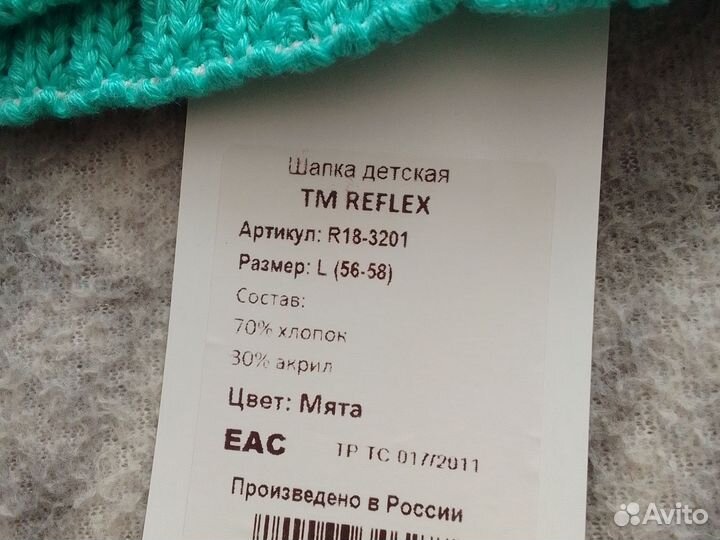 Шапка детская
TM REFLEX
Артикул: R18-3201
Размер: L (56-58)
Состав:
70% хлопок
30% акрил
Цвет: Мята
ЕАС ТР ТС 017/2011
Произведено в России
Avito